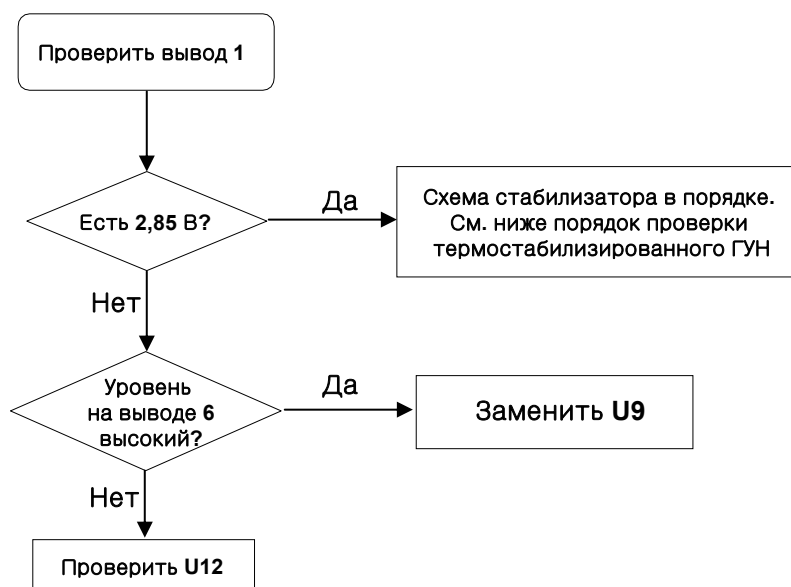 Проверить вывод 1
Есть 2,85 В?
Да
Схема стабилизатора в порядке.
См. ниже порядок проверки
термостабилизированного ГУН
Нет
Уровень
на выводе 6
высокий?
Да
Заменить U9
Нет
Проверить U12